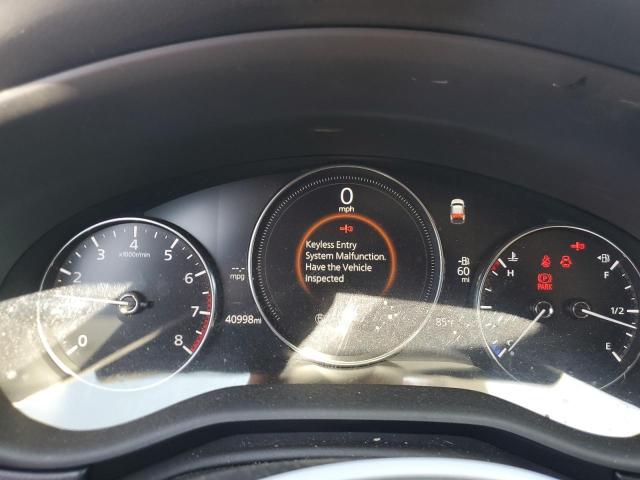 0
mph
Keyless Entry
System Malfunction.
Have the Vehicle
Inspected
0
2
3
4
5
6
7
8
x1000r/min
--.-
mpg
40998mi
60
mi
85°F
H
C
PARK
F
1/2
E